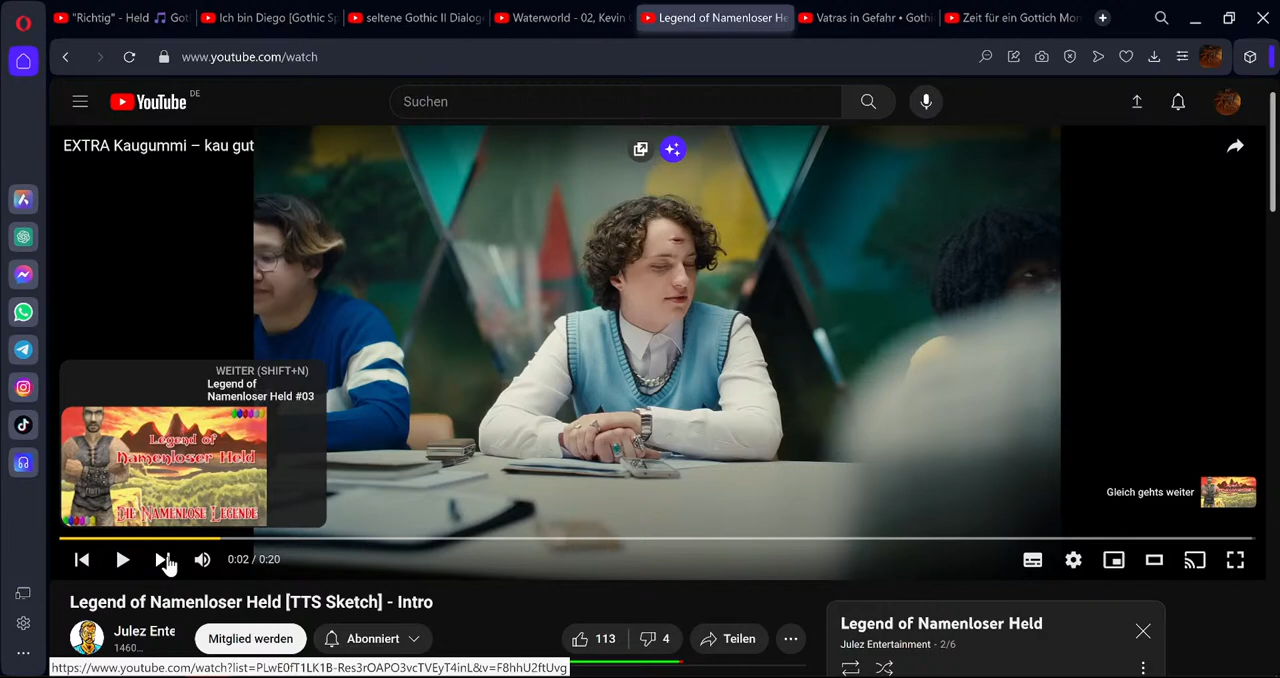 "Richtig" - Held 🎵 Got
Ich bin Diego [Gothic Sp
seltene Gothic II Dialoge
Waterworld - 02, Kevin C
Legend of Namenloser He
Vatras in Gefahr • Gothi
Zeit für ein Gottich Mom
www.youtube.com/watch
YouTube DE
Suchen
EXTRA Kaugummi – kau gut
WEITER (SHIFT+N)
Legend of
Namenloser Held #03
Legend of
Namenloser Held
DIE NAMENLOSE LEGENDE
Gleich gehts weiter
0:02 / 0:20
Legend of Namenloser Held [TTS Sketch] - Intro
Julez Ente
1460...
Mitglied werden
Abonniert
113
4
Teilen
Legend of Namenloser Held
Julez Entertainment - 2/6
https://www.youtube.com/watch?list=PLwE0fT1LK1B-Res3rOAPO3vcTVEyT4inL&v=F8hhU2ftUvg